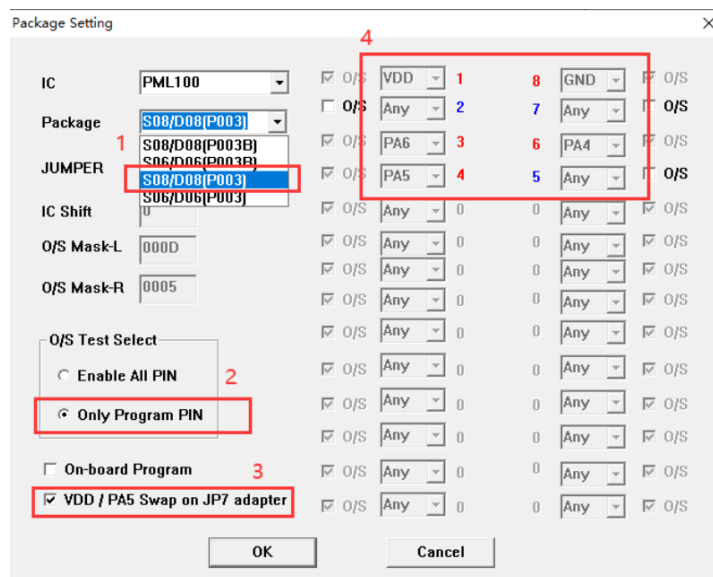 Package Setting
4
IC PML100 O/S VDD 1 8 GND O/S
Package S08/D08(P003) O/S Any 2 7 Any O/S
1
S08/D08(P003B)
S06/D06(P003B)
S08/D08(P003)
S06/D06(P003)
JUMPER O/S PA6 3 6 PA4 O/S
O/S PA5 4 5 Any O/S
IC Shift 0 O/S Any 0 0 Any O/S
O/S Mask-L 000D O/S Any 0 0 Any O/S
O/S Any 0 0 Any O/S
O/S Mask-R 0005 O/S Any 0 0 Any O/S
O/S Test Select O/S Any 0 0 Any O/S
Enable All PIN 2 O/S Any 0 0 Any O/S
Only Program PIN O/S Any 0 0 Any O/S
O/S Any 0 0 Any O/S
On-board Program 3 O/S Any 0 0 Any O/S
VDD / PA5 Swap on JP7 adapter O/S Any 0 0 Any O/S
OK Cancel